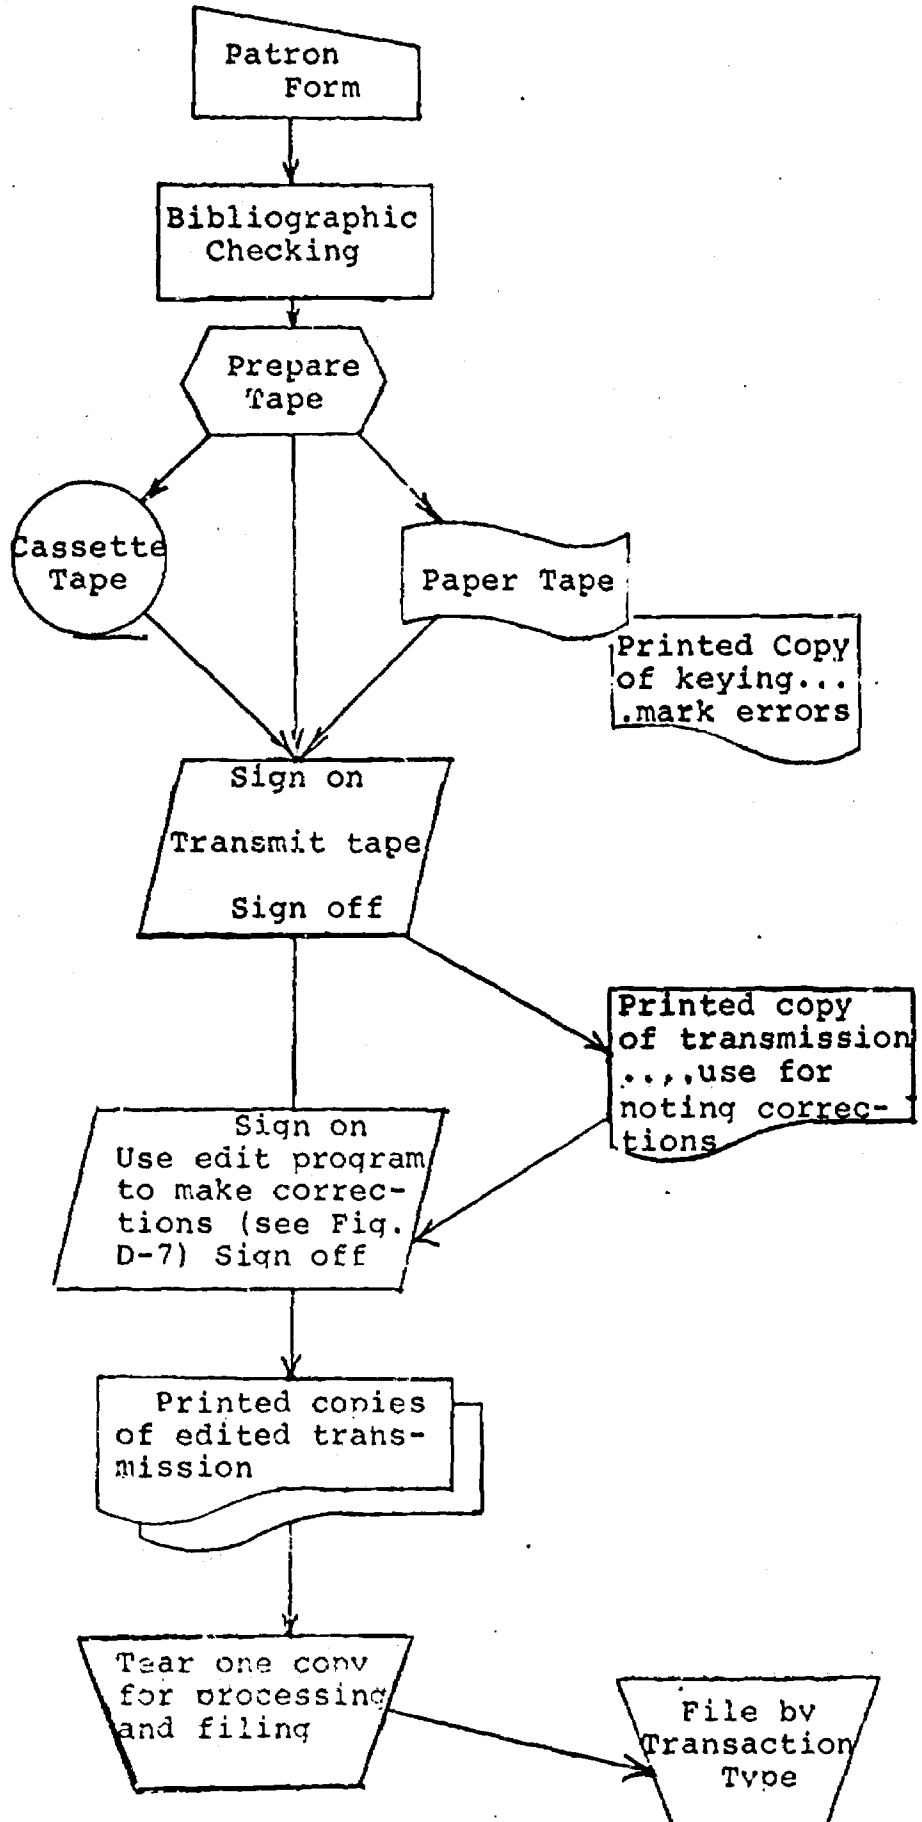 Patron
Form
Bibliographic
Checking
Prepare
Tape
Cassette
Tape
Paper Tape
Printed Copy
of keying...
.mark errors
Sign on
Transmit tape
Sign off
Printed copy
of transmission
....use for
noting correc-
tions
Sign on
Use edit program
to make correc-
tions (see Fig.
D-7) Sign off
Printed copies
of edited trans-
mission
Tear one copy
for processing
and filing
File by
Transaction
Type